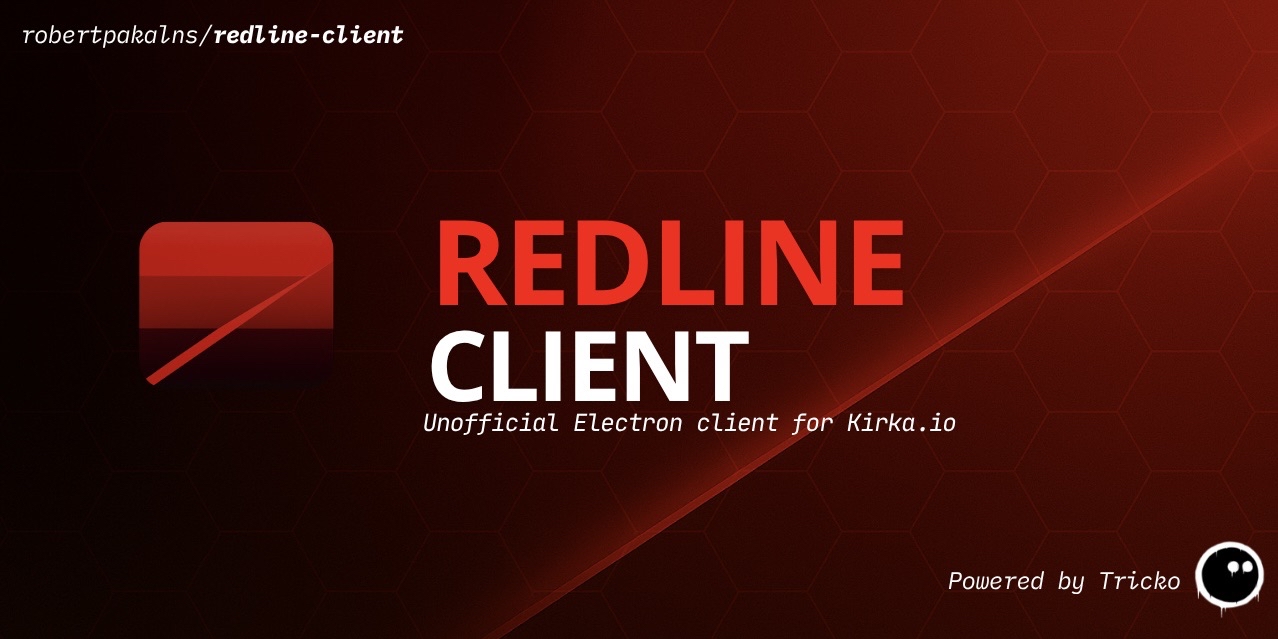 robertpakalns/redline-client
REDLINE
CLIENT
Unofficial Electron client for Kirka.io
Powered by Tricko